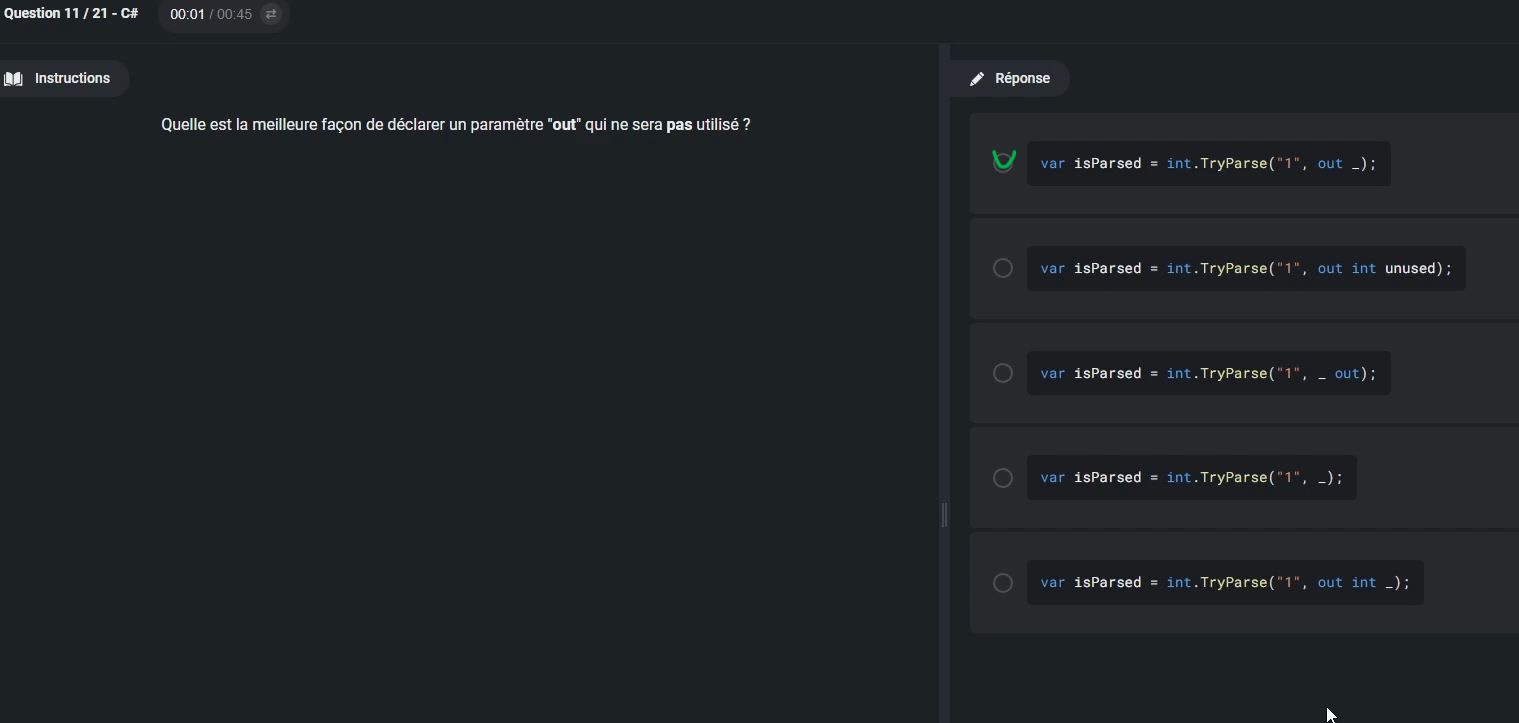 Question 11 / 21 - C#
00:01 / 00:45
Instructions
Réponse
Quelle est la meilleure façon de déclarer un paramètre "out" qui ne sera pas utilisé ?
var isParsed = int.TryParse("1", out _);
var isParsed = int.TryParse("1", out int unused);
var isParsed = int.TryParse("1", _ out);
var isParsed = int.TryParse("1", _);
var isParsed = int.TryParse("1", out int _);